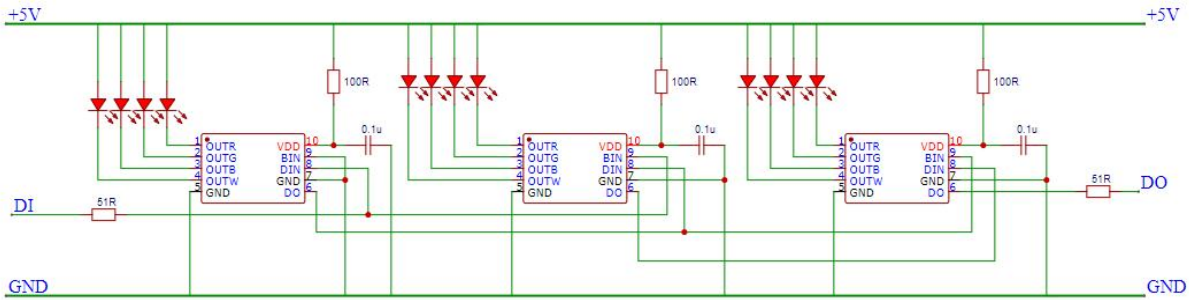 +5V +5V
100R 100R 100R
0.1u 0.1u 0.1u
1 OUTR VDD 10 1 OUTR VDD 10 1 OUTR VDD 10
2 OUTG BIN 9 2 OUTG BIN 9 2 OUTG BIN 9
3 OUTB DIN 8 3 OUTB DIN 8 3 OUTB DIN 8
4 OUTW GND 7 4 OUTW GND 7 4 OUTW GND 7
5 GND DO 6 5 GND DO 6 5 GND DO 6
DI 51R 51R DO
GND GND